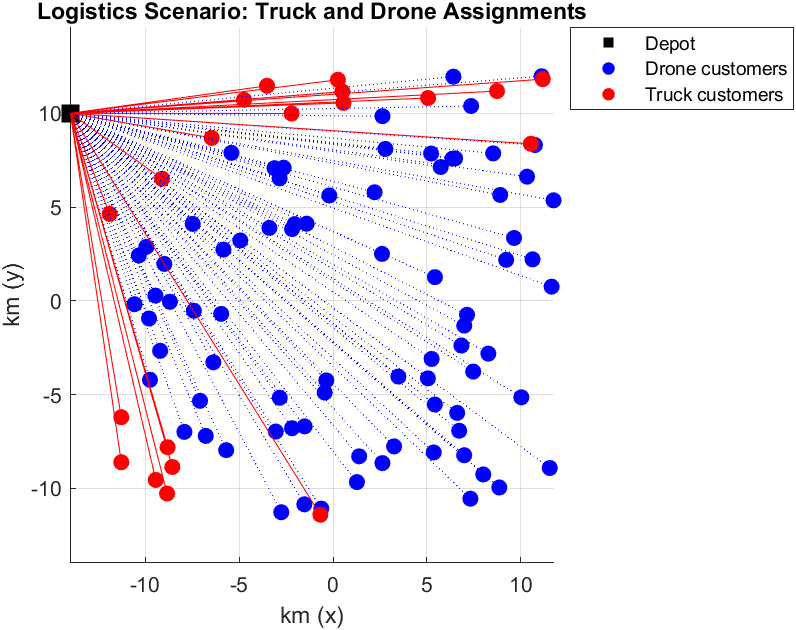 Logistics Scenario: Truck and Drone Assignments
Depot
Drone customers
Truck customers
10
5
0
-5
-10
km (y)
-10
-5
0
5
10
km (x)